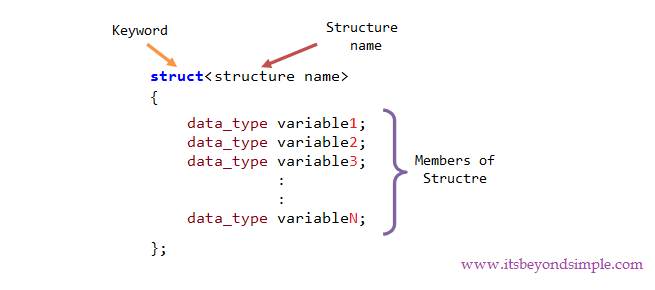 Keyword
Structure
name
struct<structure name>
{
data_type variable1;
data_type variable2;
data_type variable3;
:
:
data_type variableN;
};
Members of
Structre
www.itsbeyondsimple.com